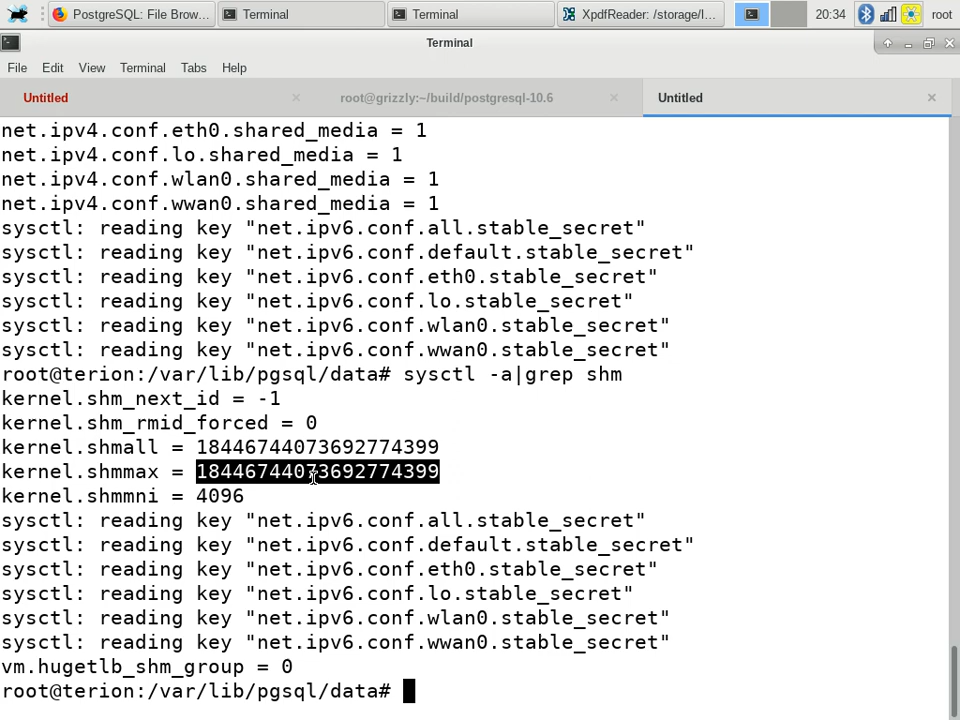 PostgreSQL: File Brow...
Terminal
Terminal
XpdfReader: /storage/l...
20:34
root
Terminal
File Edit View Terminal Tabs Help
Untitled
root@grizzly:~/build/postgresql-10.6
Untitled
net.ipv4.conf.eth0.shared_media = 1
net.ipv4.conf.lo.shared_media = 1
net.ipv4.conf.wlan0.shared_media = 1
net.ipv4.conf.wwan0.shared_media = 1
sysctl: reading key "net.ipv6.conf.all.stable_secret"
sysctl: reading key "net.ipv6.conf.default.stable_secret"
sysctl: reading key "net.ipv6.conf.eth0.stable_secret"
sysctl: reading key "net.ipv6.conf.lo.stable_secret"
sysctl: reading key "net.ipv6.conf.wlan0.stable_secret"
sysctl: reading key "net.ipv6.conf.wwan0.stable_secret"
root@terion:/var/lib/pgsql/data# sysctl -a|grep shm
kernel.shm_next_id = -1
kernel.shm_rmid_forced = 0
kernel.shmall = 18446744073692774399
kernel.shmmax = 18446744073692774399
kernel.shmmni = 4096
sysctl: reading key "net.ipv6.conf.all.stable_secret"
sysctl: reading key "net.ipv6.conf.default.stable_secret"
sysctl: reading key "net.ipv6.conf.eth0.stable_secret"
sysctl: reading key "net.ipv6.conf.lo.stable_secret"
sysctl: reading key "net.ipv6.conf.wlan0.stable_secret"
sysctl: reading key "net.ipv6.conf.wwan0.stable_secret"
vm.hugetlb_shm_group = 0
root@terion:/var/lib/pgsql/data#